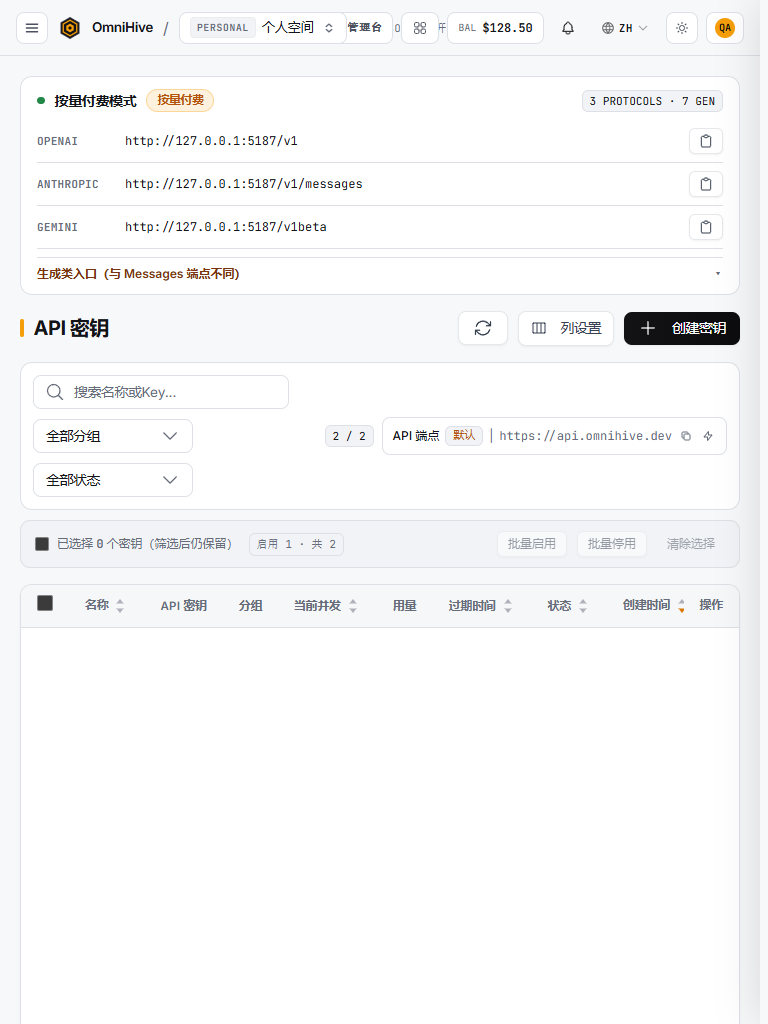 OmniHive / PERSONAL 个人空间 管理台 BAL $128.50 ZH QA
按量付费模式 按量付费 3 PROTOCOLS · 7 GEN
OPENAI http://127.0.0.1:5187/v1
ANTHROPIC http://127.0.0.1:5187/v1/messages
GEMINI http://127.0.0.1:5187/v1beta
生成类入口（与 Messages 端点不同）
API 密钥 列设置 创建密钥
搜索名称或Key...
全部分组 2 / 2 API 端点 默认 | https://api.omnihive.dev
全部状态
已选择 0 个密钥（筛选后仍保留） 启用 1 · 共 2 批量启用 批量停用 清除选择
名称 API 密钥 分组 当前并发 用量 过期时间 状态 创建时间 操作